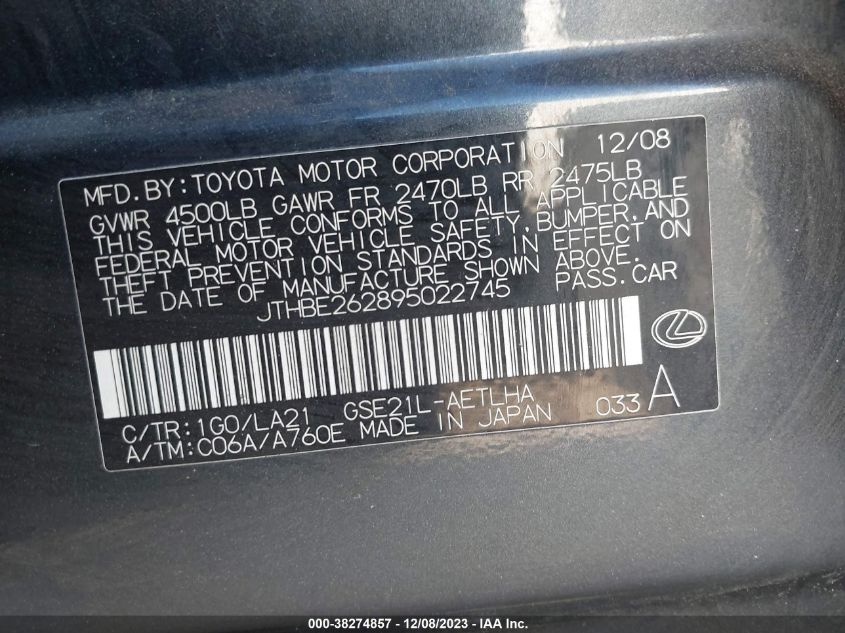 MFD.BY:TOYOTA MOTOR CORPORATION 12/08
GVWR 4500LB GAWR FR 2470LB RR 2475LB
THIS VEHICLE CONFORMS TO ALL APPLICABLE
FEDERAL MOTOR VEHICLE SAFETY,BUMPER,AND
THEFT PREVENTION STANDARDS IN EFFECT ON
THE DATE OF MANUFACTURE SHOWN ABOVE.
JTHBE262895022745 PASS.CAR
C/TR:1G0/LA21 GSE21L-AETLHA
A/TM:C06A/A760E MADE IN JAPAN 033 A
000-38274857 - 12/08/2023 - IAA Inc.